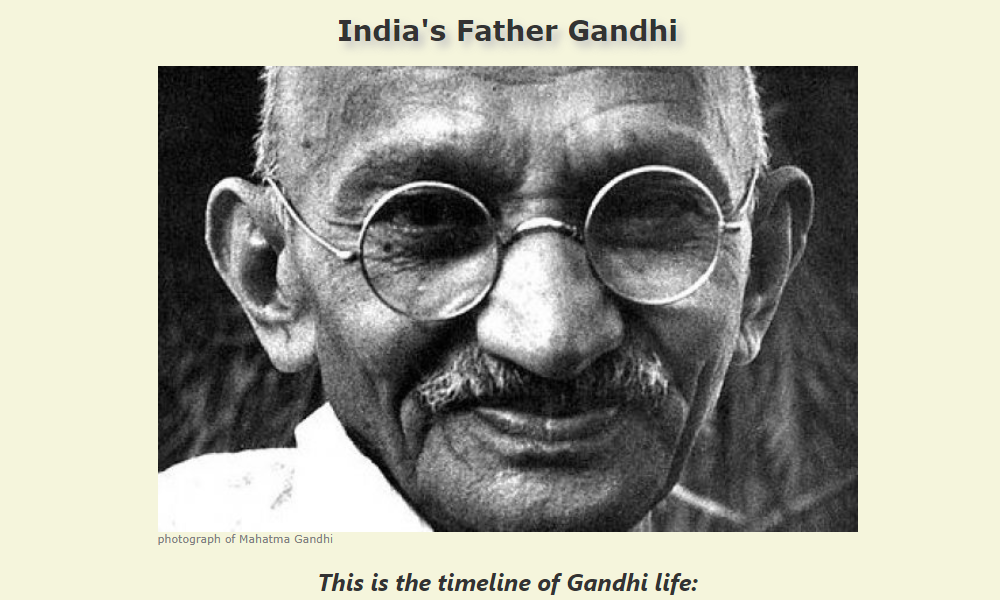 India's Father Gandhi
photograph of Mahatma Gandhi
This is the timeline of Gandhi life: